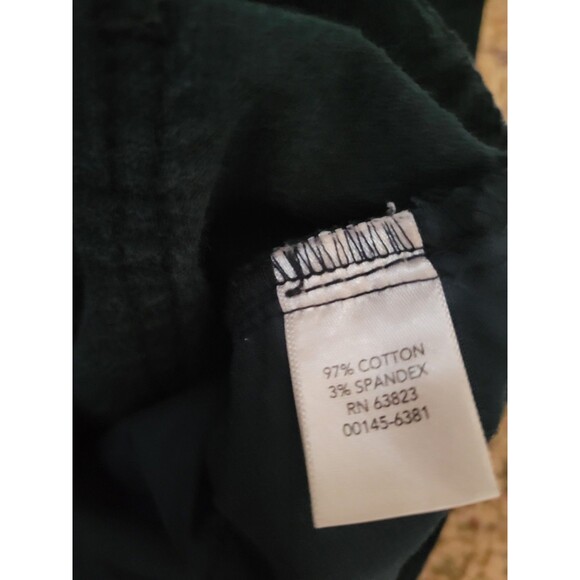 97% COTTON
3% SPANDEX
RN 63823
00145-6381